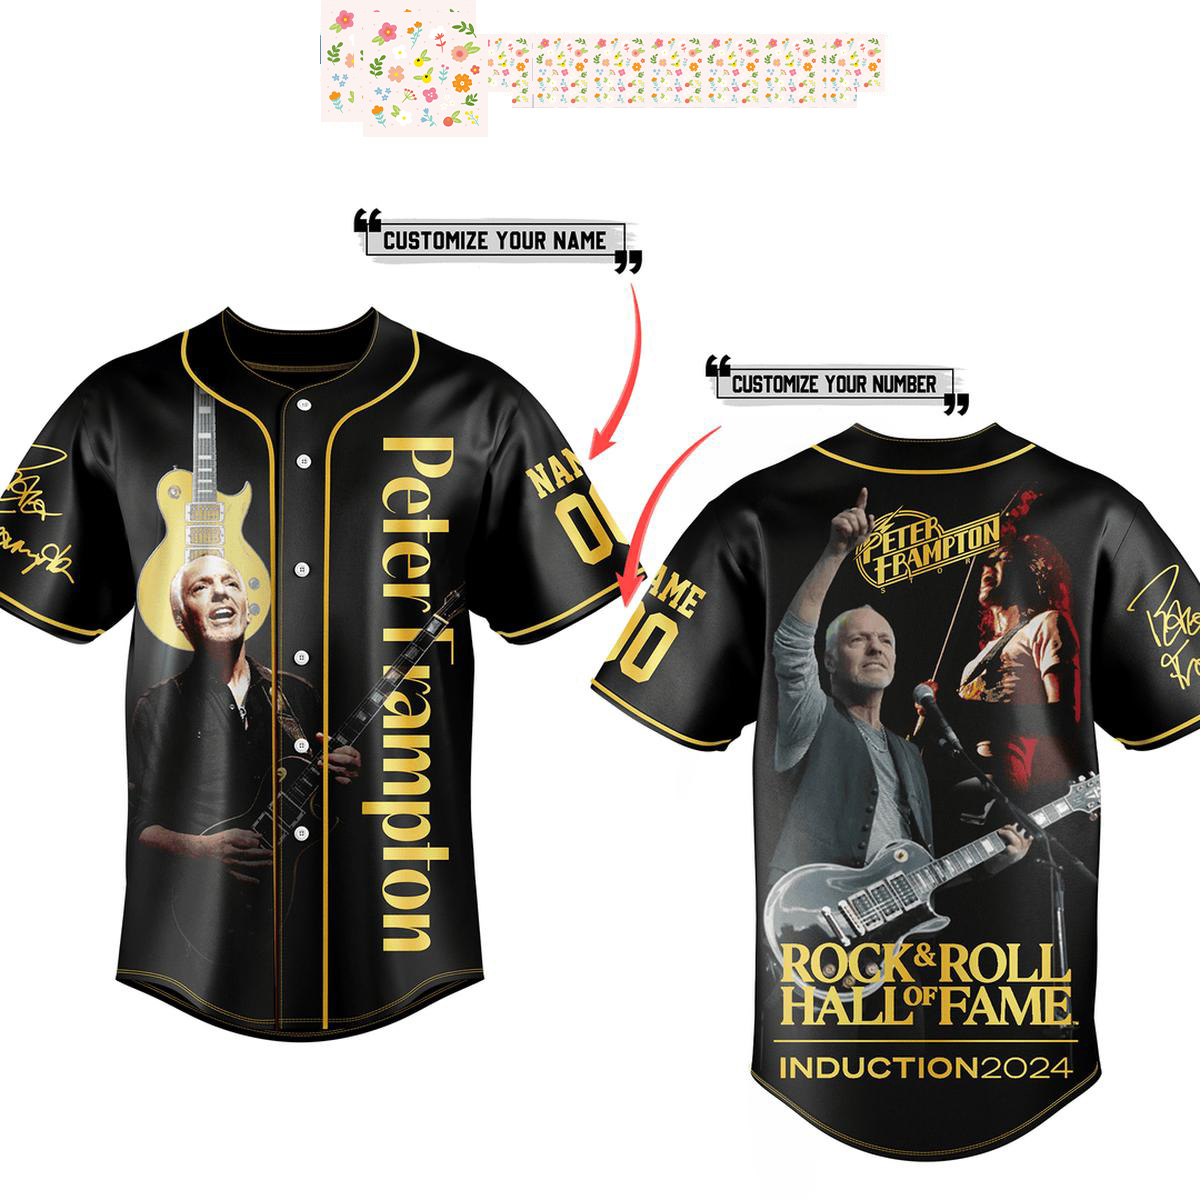 CUSTOMIZE YOUR NAME
CUSTOMIZE YOUR NUMBER
Peter Frampton
NAM
00
AME
00
PETER
FRAMPTON
ROCK & ROLL
HALL OF FAME
INDUCTION2024